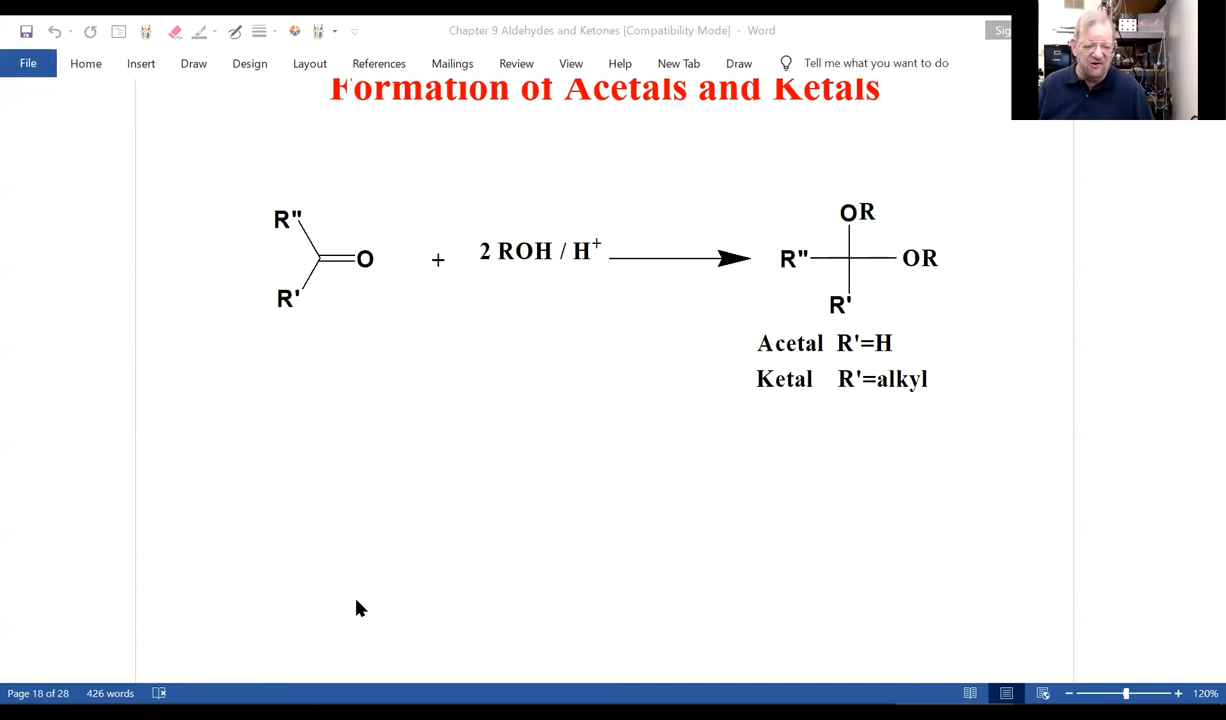 Chapter 9 Aldehydes and Ketones [Compatibility Mode] - Word
Sig
File Home Insert Draw Design Layout References Mailings Review View Help New Tab Draw Tell me what you want to do
Formation of Acetals and Ketals
R"
R'
O
+
2 ROH / H⁺
OR
R"
OR
R'
Acetal R'=H
Ketal R'=alkyl
Page 18 of 28 426 words 120%